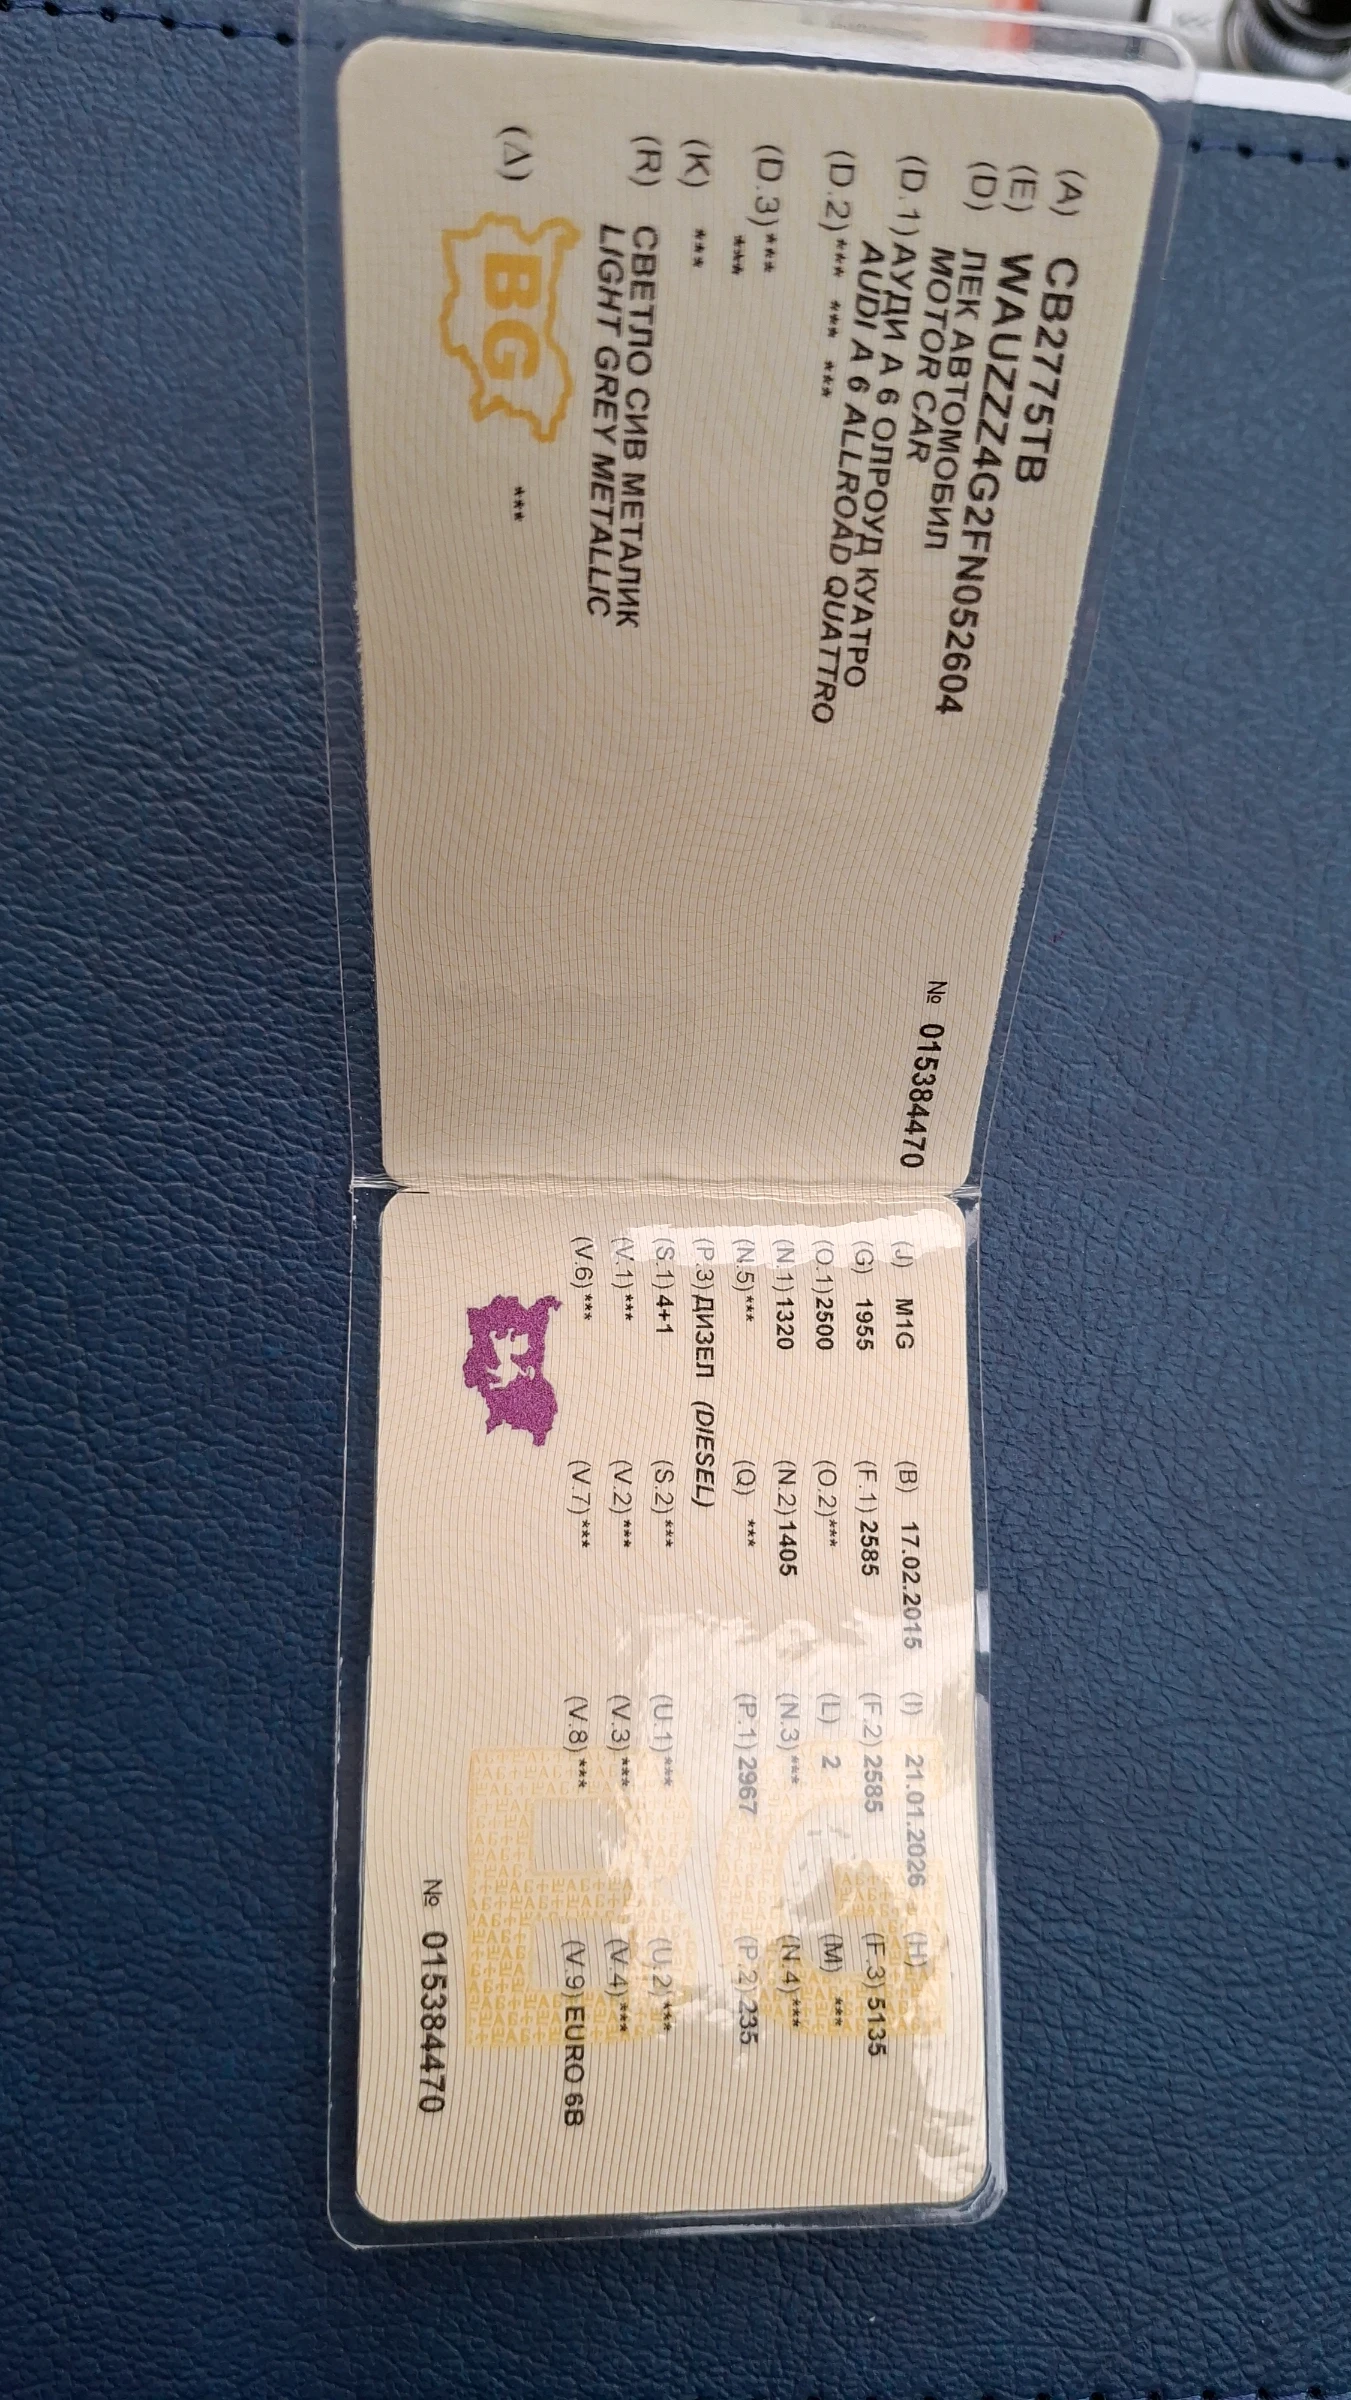 (A) СВ2775ТВ
(E) WAUZZZ4G2FN052604
(D) ЛЕК АВТОМОБИЛ
MOTOR CAR
(D.1) АУДИ А 6 ОЛРОУД КУАТРО
AUDI A 6 ALLROAD QUATTRO
(D.2) *** *** ***
(D.3) ***
***
(K) ***
(R) СВЕТЛО СИВ МЕТАЛИК
LIGHT GREY METALLIC
(Δ) BG ***
№ 015384470
(J) M1G (B) 17.02.2015 (I) 21.01.2026 (H)
(G) 1955 (F.1) 2585 (F.2) 2585 (F.3) 5135
(O.1) 2500 (O.2) *** (L) 2 (M) ***
(N.1) 1320 (N.2) 1405 (N.3) *** (N.4) ***
(N.5) *** (Q) *** (P.1) 2967 (P.2) 235
(P.3) ДИЗЕЛ (DIESEL)
(S.1) 4+1 (S.2) *** (U.1) *** (U.2) ***
(V.1) *** (V.2) *** (V.3) *** (V.4) ***
(V.6) *** (V.7) *** (V.8) *** (V.9) EURO 6B
№ 015384470